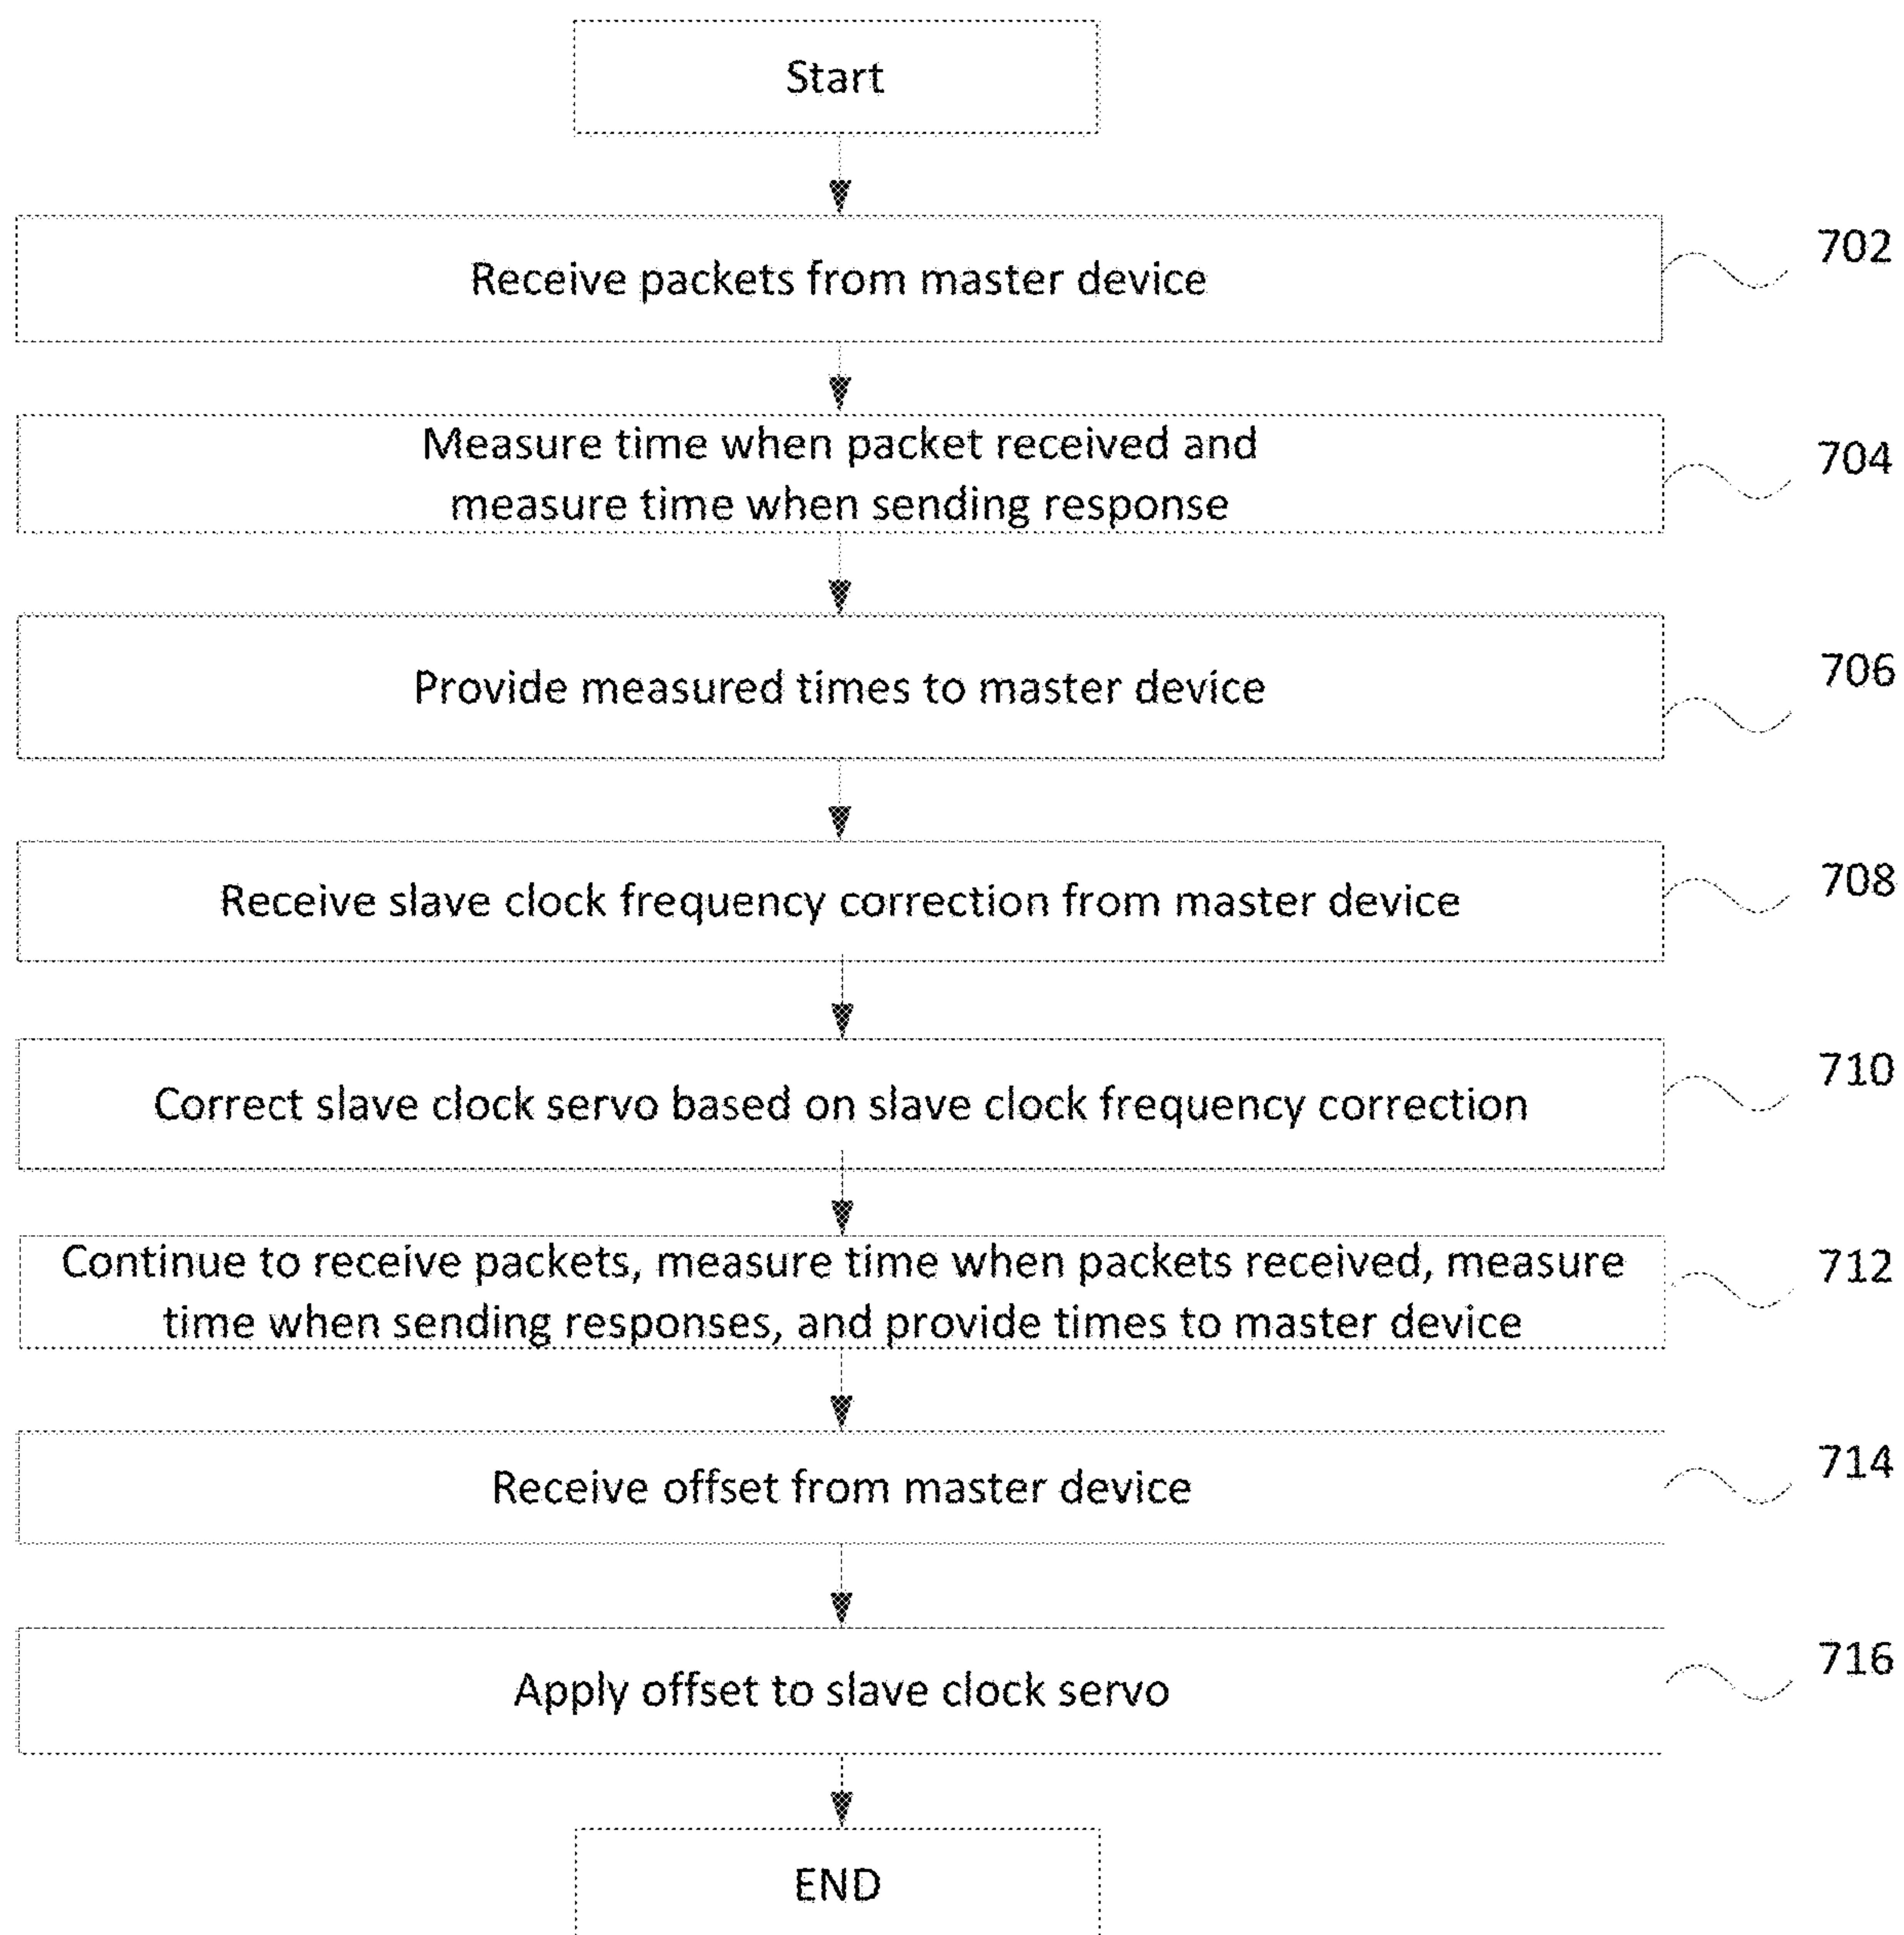 Start
Receive packets from master device
702
Measure time when packet received and
measure time when sending response
704
Provide measured times to master device
706
Receive slave clock frequency correction from master device
708
Correct slave clock servo based on slave clock frequency correction
710
Continue to receive packets, measure time when packets received, measure
time when sending responses, and provide times to master device
712
Receive offset from master device
714
Apply offset to slave clock servo
716
END